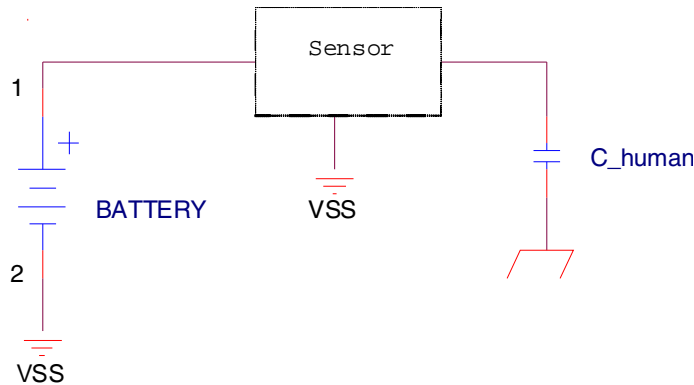 Sensor
1
+
C_human
BATTERY
VSS
2
VSS